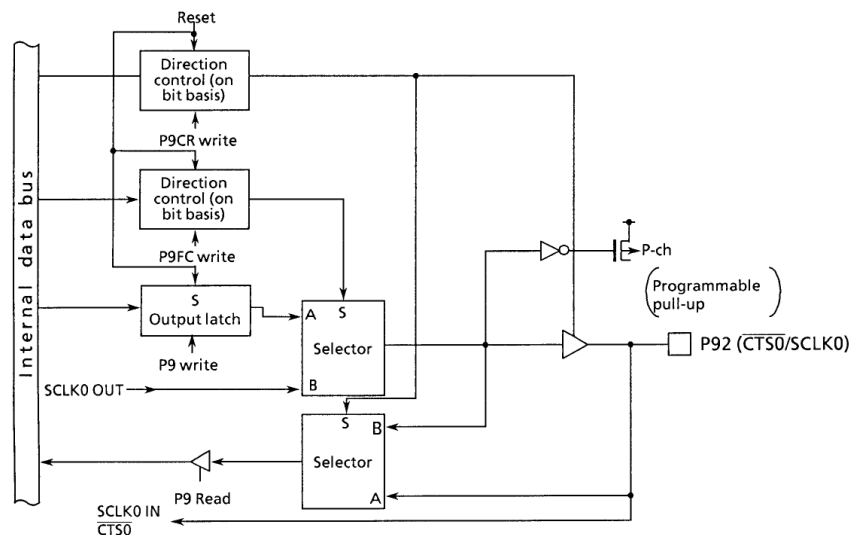 Reset
Direction
control (on
bit basis)
P9CR write
Direction
control (on
bit basis)
P9FC write
S
Output latch
P9 write
SCLK0 OUT
A
S
Selector
B
S
B
Selector
A
P9 Read
SCLK0 IN
CTS0
Internal data bus
P-ch
(Programmable
pull-up)
P92 (CTS0/SCLK0)